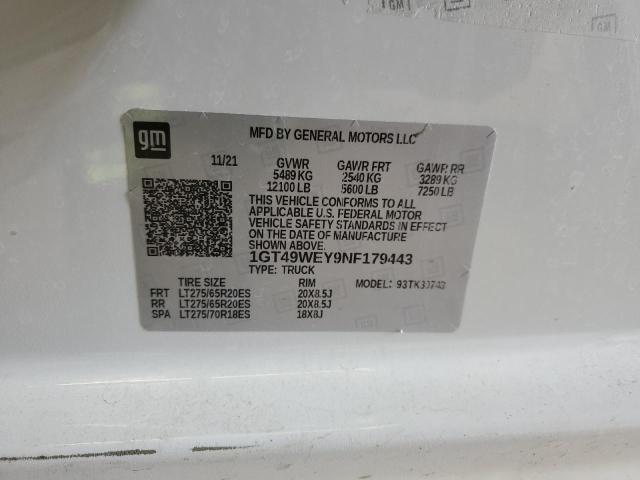 gm
MFD BY GENERAL MOTORS LLC
11/21 GVWR GAWR FRT GAWR RR
5489 KG 2540 KG 3289 KG
12100 LB 5600 LB 7250 LB
THIS VEHICLE CONFORMS TO ALL
APPLICABLE U.S. FEDERAL MOTOR
VEHICLE SAFETY STANDARDS IN EFFECT
ON THE DATE OF MANUFACTURE
SHOWN ABOVE
1GT49WEY9NF179443
TYPE: TRUCK
TIRE SIZE RIM MODEL:
FRT LT275/65R20ES 20X8.5J
RR LT275/65R20ES 20X8.5J
SPA LT275/70R18ES 18X8J